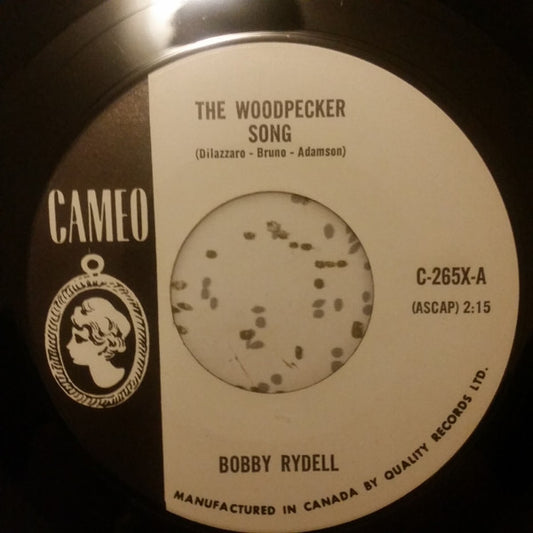 THE WOODPECKER
SONG
(Dilazzaro - Bruno - Adamson)
CAMEO
C-265X-A
(ASCAP) 2:15
BOBBY RYDELL
MANUFACTURED IN CANADA BY QUALITY RECORDS LTD.